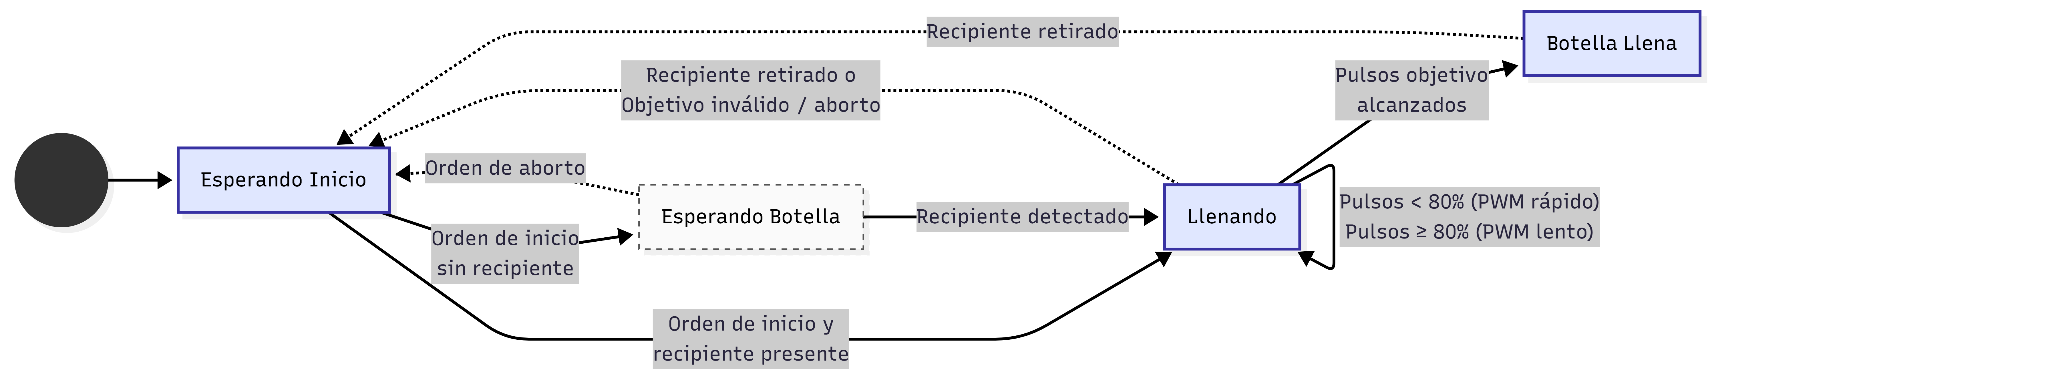 Recipiente retirado
Botella Llena
Recipiente retirado o
Objetivo inválido / aborto
Pulsos objetivo
alcanzados
Orden de aborto
Esperando Inicio
Esperando Botella
Recipiente detectado
Llenando
Pulsos < 80% (PWM rápido)
Pulsos ≥ 80% (PWM lento)
Orden de inicio
sin recipiente
Orden de inicio y
recipiente presente